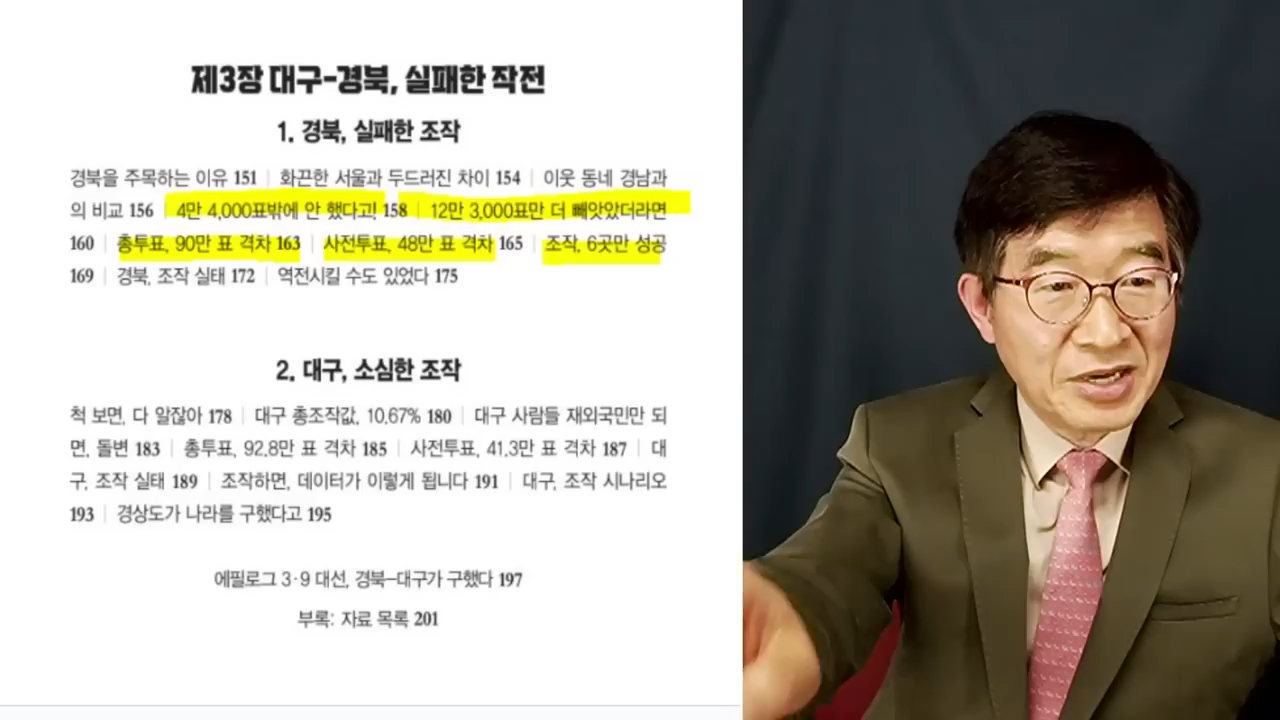 제3장 대구-경북, 실패한 작전
1. 경북, 실패한 조작
경북을 주목하는 이유 151 | 화끈한 서울과 두드러진 차이 154 | 이웃 동네 경남과
의 비교 156 | 4만 4,000표밖에 안 했다고! 158 | 12만 3,000표만 더 빼앗았더라면
160 | 총투표, 90만 표 격차 163 | 사전투표, 48만 표 격차 165 | 조작, 6곳만 성공
169 | 경북, 조작 실태 172 | 역전시킬 수도 있었다 175
2. 대구, 소심한 조작
척 보면, 다 알잖아 178 | 대구 총조작값, 10.67% 180 | 대구 사람들 재외국민만 되
면, 돌변 183 | 총투표, 92.8만 표 격차 185 | 사전투표, 41.3만 표 격차 187 | 대
구, 조작 실태 189 | 조작하면, 데이터가 이렇게 됩니다 191 | 대구, 조작 시나리오
193 | 경상도가 나라를 구했다고 195
에필로그 3·9 대선, 경북-대구가 구했다 197
부록: 자료 목록 201